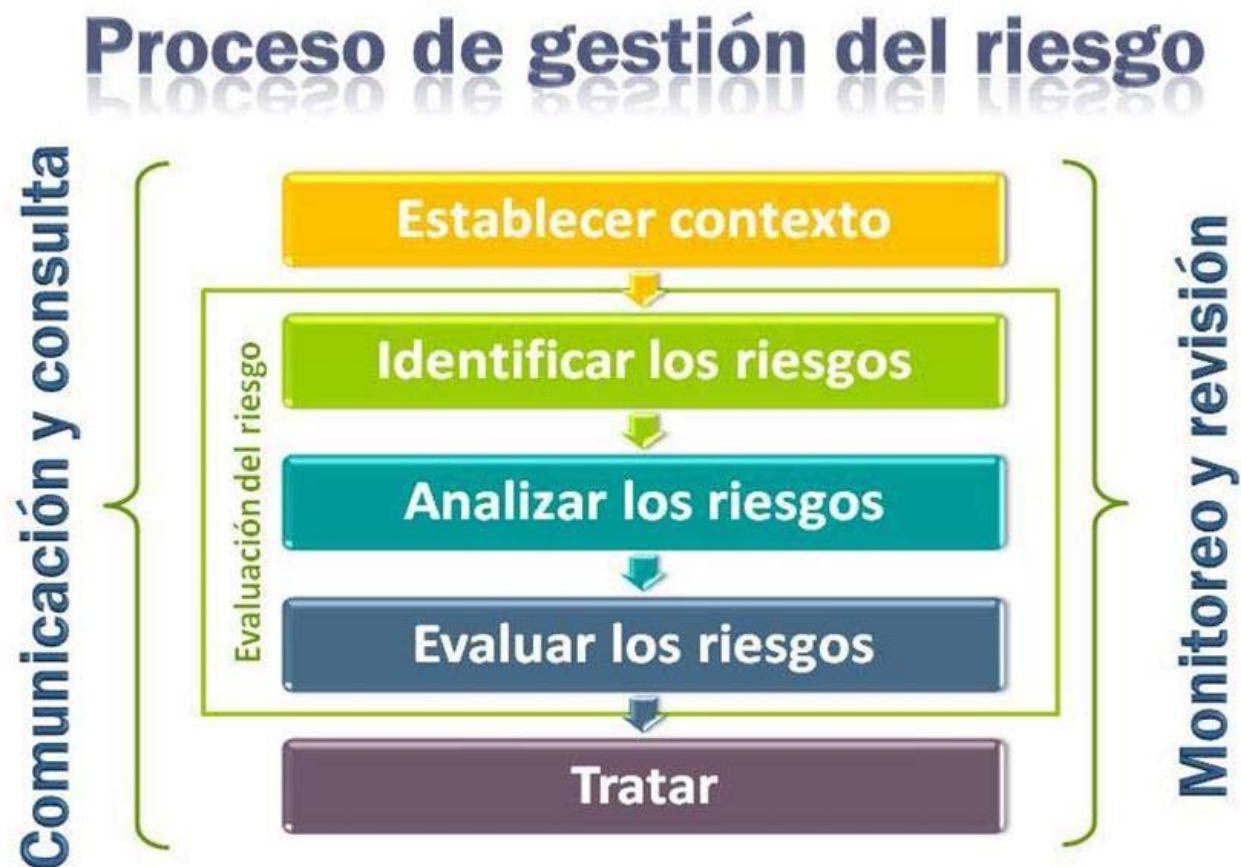 Proceso de gestión del riesgo
Comunicación y consulta
Establecer contexto
Evaluación del riesgo
Identificar los riesgos
Analizar los riesgos
Evaluar los riesgos
Tratar
Monitoreo y revisión